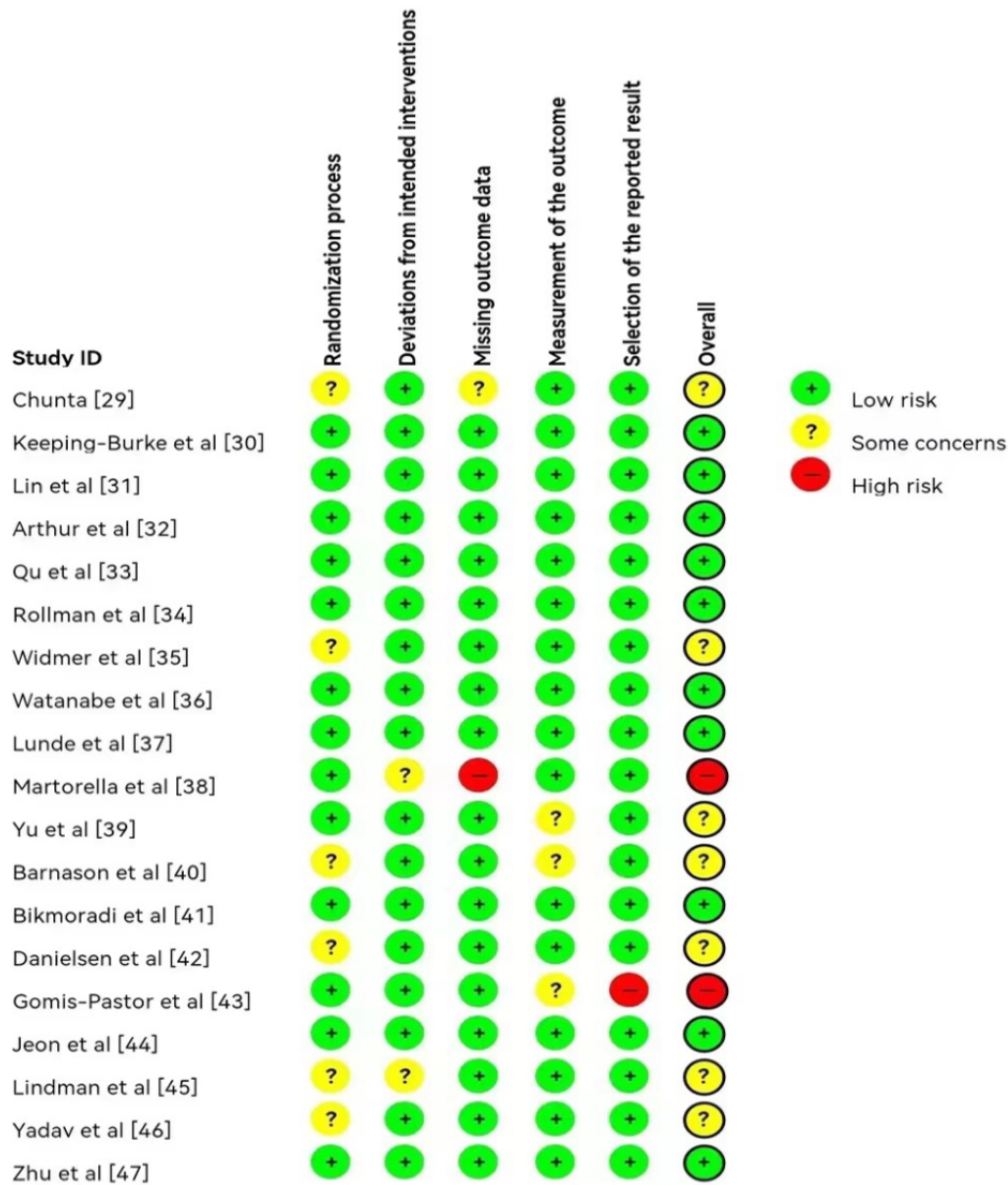 Randomization process
Deviations from intended interventions
Missing outcome data
Measurement of the outcome
Selection of the reported result
Overall
Study ID
Chunta [29] ? + ? + + ?
Keeping-Burke et al [30] + + + + + +
Lin et al [31] + + + + + +
Arthur et al [32] + + + + + +
Qu et al [33] + + + + + +
Rollman et al [34] + + + + + +
Widmer et al [35] ? + + + + ?
Watanabe et al [36] + + + + + +
Lunde et al [37] + + + + + +
Martorella et al [38] + ? − + + −
Yu et al [39] + + + ? + ?
Barnason et al [40] ? + + ? + ?
Bikmoradi et al [41] + + + + + +
Danielsen et al [42] ? + + + + ?
Gomis-Pastor et al [43] + + + ? − −
Jeon et al [44] + + + + + +
Lindman et al [45] ? ? + + + ?
Yadav et al [46] ? + + + + ?
Zhu et al [47] + + + + + +
+ Low risk
? Some concerns
− High risk